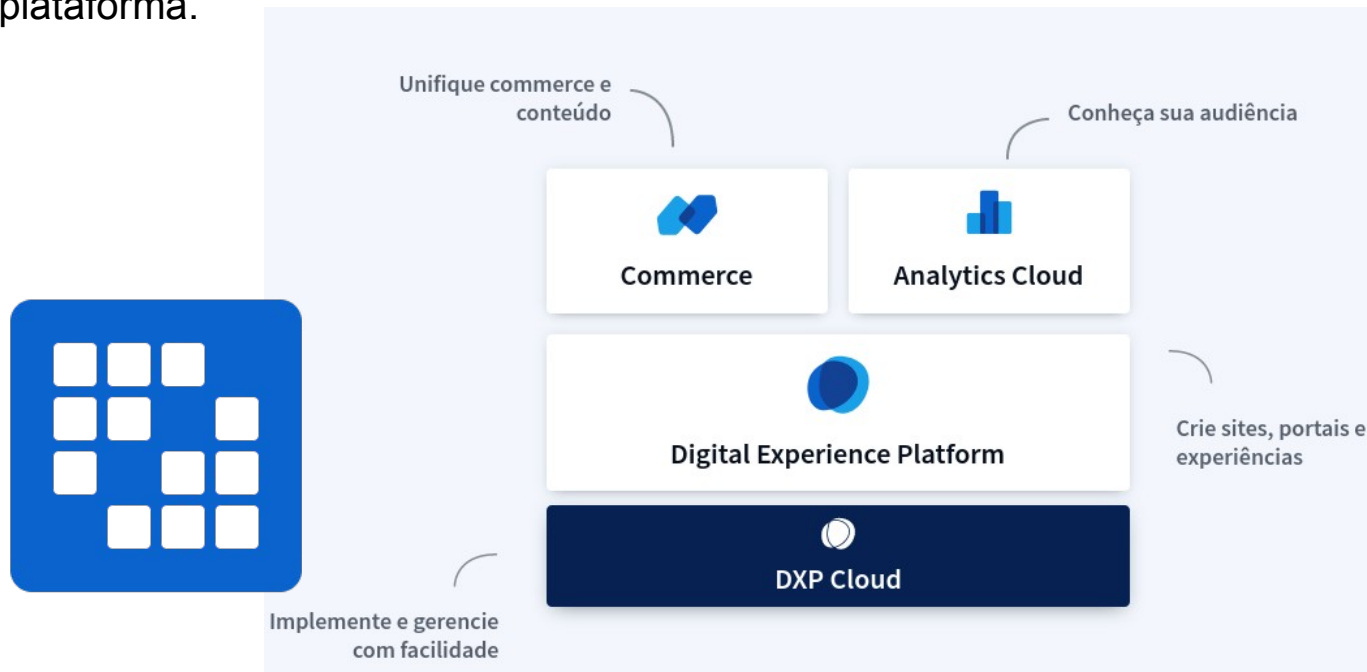 plataforma.
Unifique commerce e
conteúdo
Conheça sua audiência
Commerce
Analytics Cloud
Digital Experience Platform
Crie sites, portais e
experiências
DXP Cloud
Implemente e gerencie
com facilidade